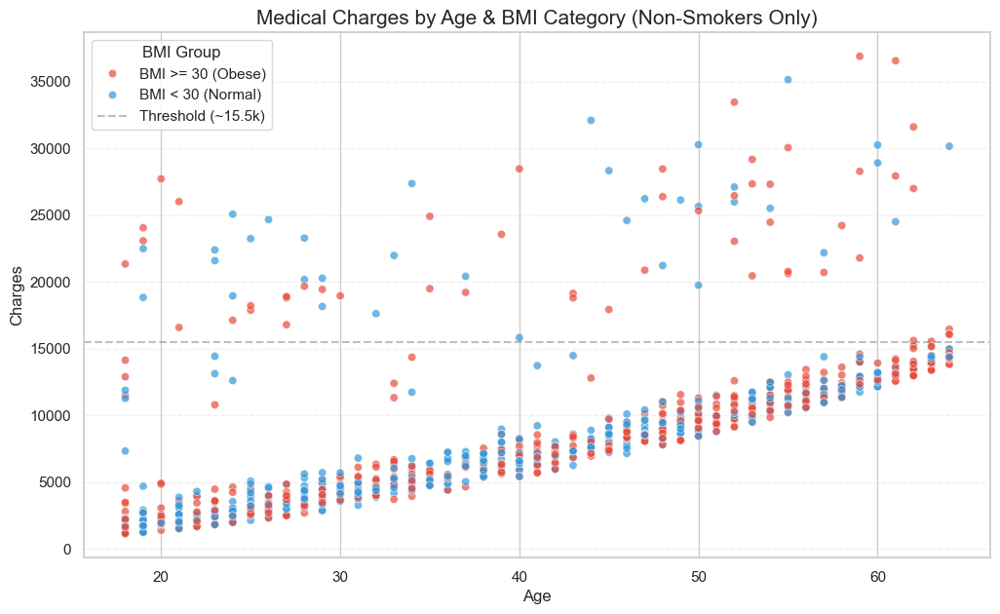 Medical Charges by Age & BMI Category (Non-Smokers Only)
BMI Group
BMI >= 30 (Obese)
BMI < 30 (Normal)
Threshold (~15.5k)
Charges
35000
30000
25000
20000
15000
10000
5000
0
20 30 40 50 60
Age